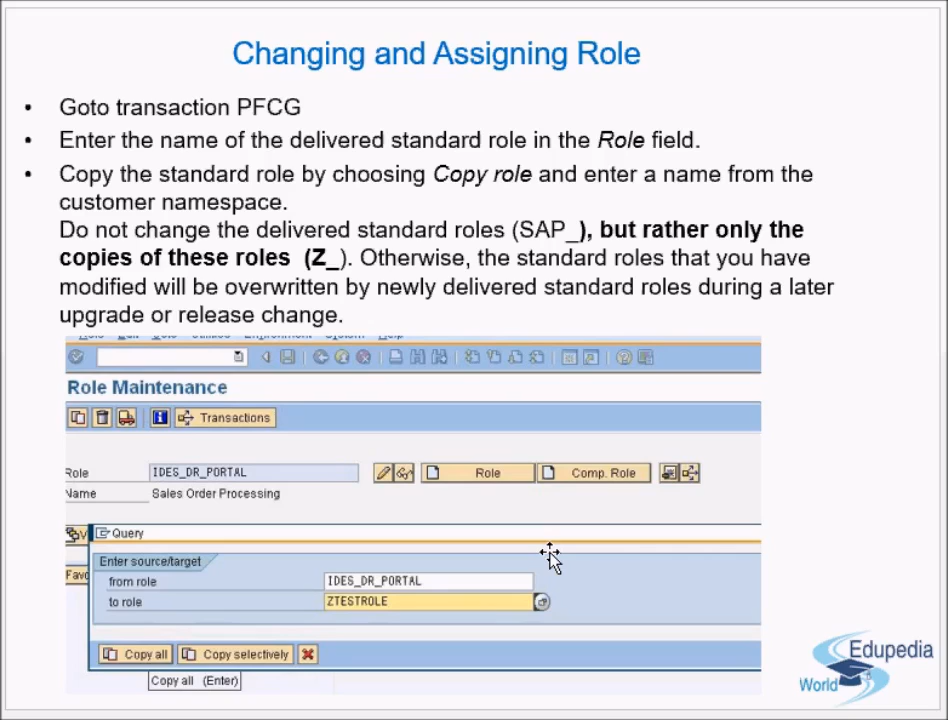 Changing and Assigning Role
• Goto transaction PFCG
• Enter the name of the delivered standard role in the Role field.
• Copy the standard role by choosing Copy role and enter a name from the
customer namespace.
Do not change the delivered standard roles (SAP_), but rather only the
copies of these roles (Z_). Otherwise, the standard roles that you have
modified will be overwritten by newly delivered standard roles during a later
upgrade or release change.
Role Maintenance
Transactions
Role IDES_DR_PORTAL Role Comp. Role
Name Sales Order Processing
Query
Enter source/target
Favo
from role IDES_DR_PORTAL
to role ZTESTROLE
Copy all Copy selectively
Copy all (Enter)
Edupedia
World